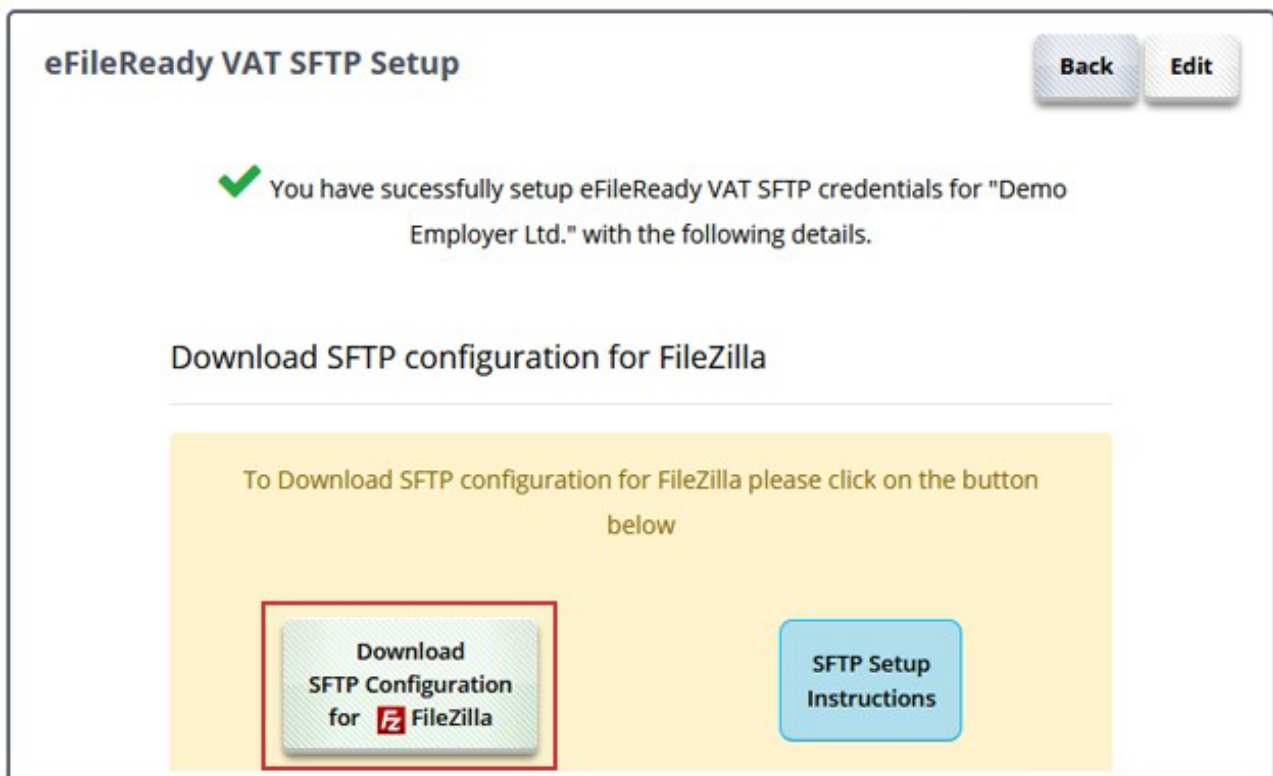 eFileReady VAT SFTP Setup
Back
Edit
You have sucessfully setup eFileReady VAT SFTP credentials for "Demo
Employer Ltd." with the following details.
Download SFTP configuration for FileZilla
To Download SFTP configuration for FileZilla please click on the button
below
Download
SFTP Configuration
for Fz FileZilla
SFTP Setup
Instructions